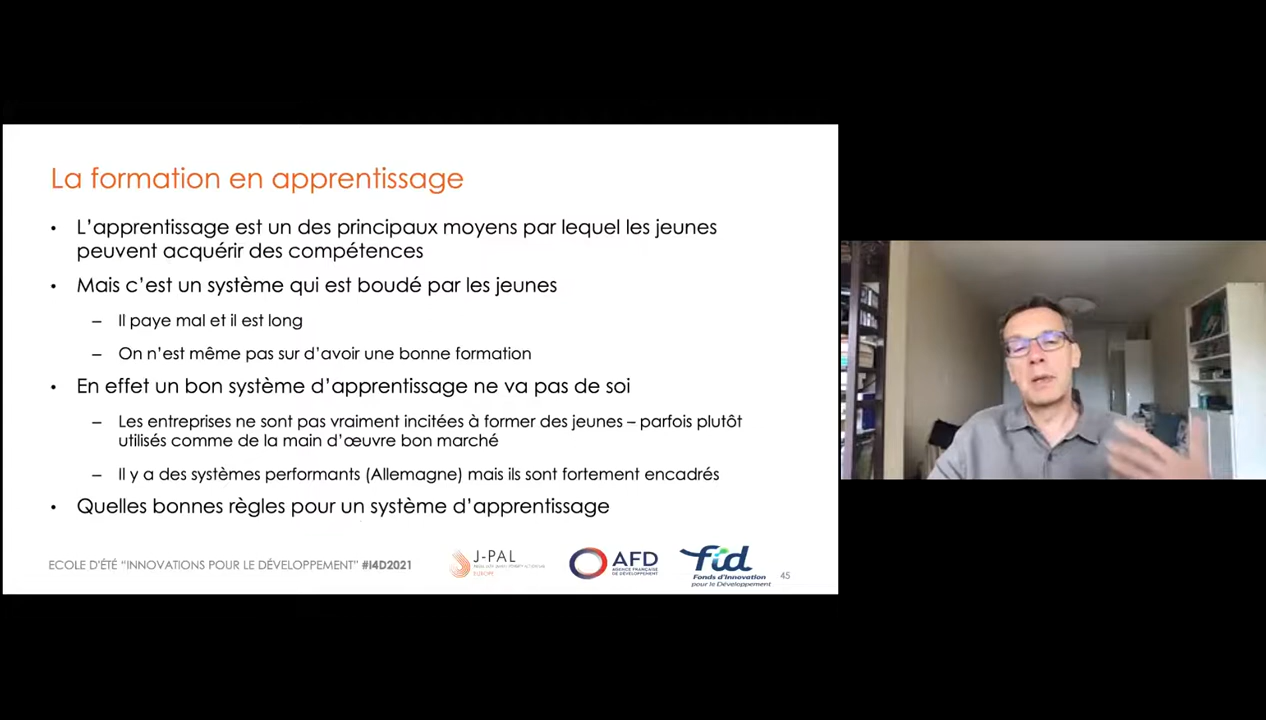 La formation en apprentissage
• L’apprentissage est un des principaux moyens par lequel les jeunes
peuvent acquérir des compétences
• Mais c’est un système qui est boudé par les jeunes
– Il paye mal et il est long
– On n’est même pas sur d’avoir une bonne formation
• En effet un bon système d’apprentissage ne va pas de soi
– Les entreprises ne sont pas vraiment incitées à former des jeunes – parfois plutôt
utilisés comme de la main d’œuvre bon marché
– Il y a des systèmes performants (Allemagne) mais ils sont fortement encadrés
• Quelles bonnes règles pour un système d’apprentissage
ECOLE D'ÉTÉ “INNOVATIONS POUR LE DÉVELOPPEMENT” #I4D2021
J-PAL
EUROPE
AFD
AGENCE FRANÇAISE
DE DÉVELOPPEMENT
fid
Fonds d'Innovation
pour le Développement
45